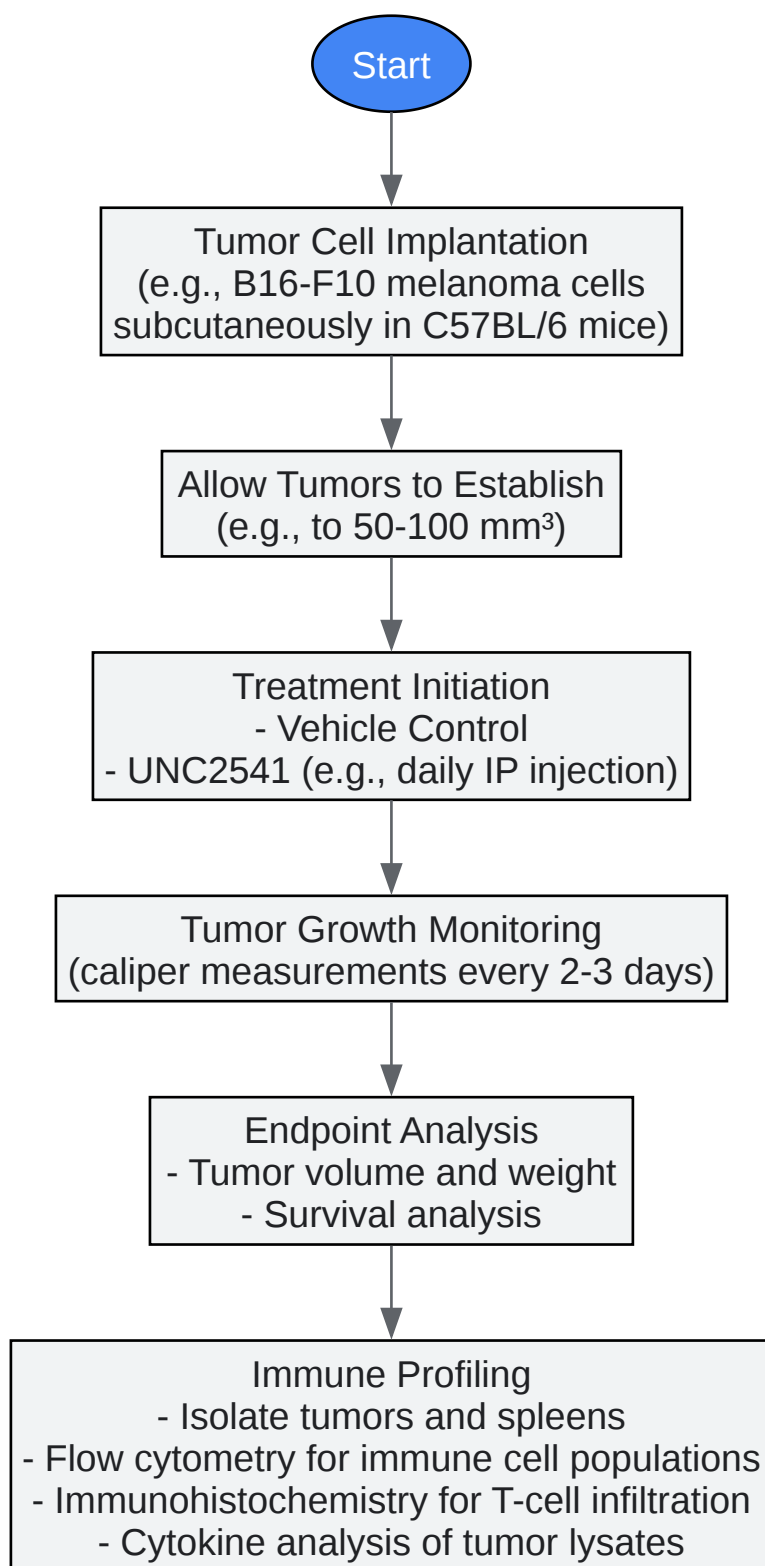 Start
Tumor Cell Implantation
(e.g., B16-F10 melanoma cells
subcutaneously in C57BL/6 mice)
Allow Tumors to Establish
(e.g., to 50-100 mm³)
Treatment Initiation
- Vehicle Control
- UNC2541 (e.g., daily IP injection)
Tumor Growth Monitoring
(caliper measurements every 2-3 days)
Endpoint Analysis
- Tumor volume and weight
- Survival analysis
Immune Profiling
- Isolate tumors and spleens
- Flow cytometry for immune cell populations
- Immunohistochemistry for T-cell infiltration
- Cytokine analysis of tumor lysates